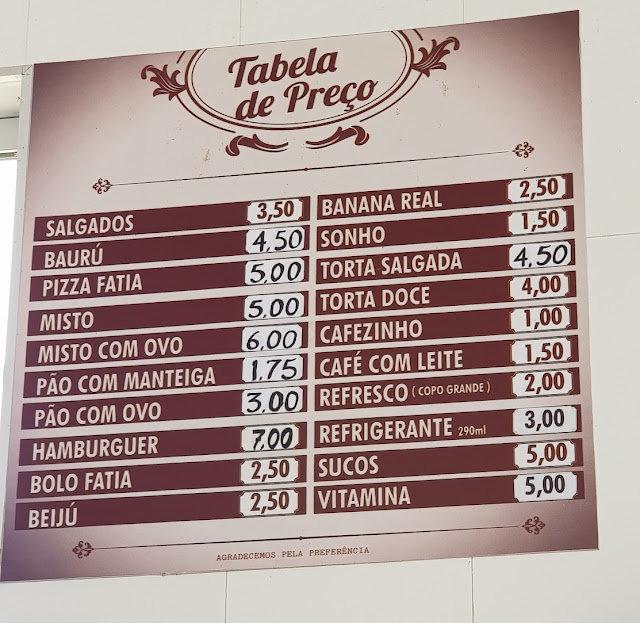 Tabela
de Preço
SALGADOS 3,50
BAURÚ 4,50
PIZZA FATIA 5,00
MISTO 5,00
MISTO COM OVO 6,00
PÃO COM MANTEIGA 1,75
PÃO COM OVO 3,00
HAMBURGUER 7,00
BOLO FATIA 2,50
BEIJÚ 2,50
BANANA REAL 2,50
SONHO 1,50
TORTA SALGADA 4,50
TORTA DOCE 4,00
CAFEZINHO 1,00
CAFÉ COM LEITE 1,50
REFRESCO (COPO GRANDE) 2,00
REFRIGERANTE 290ml 3,00
SUCOS 5,00
VITAMINA 5,00
AGRADECEMOS PELA PREFERÊNCIA